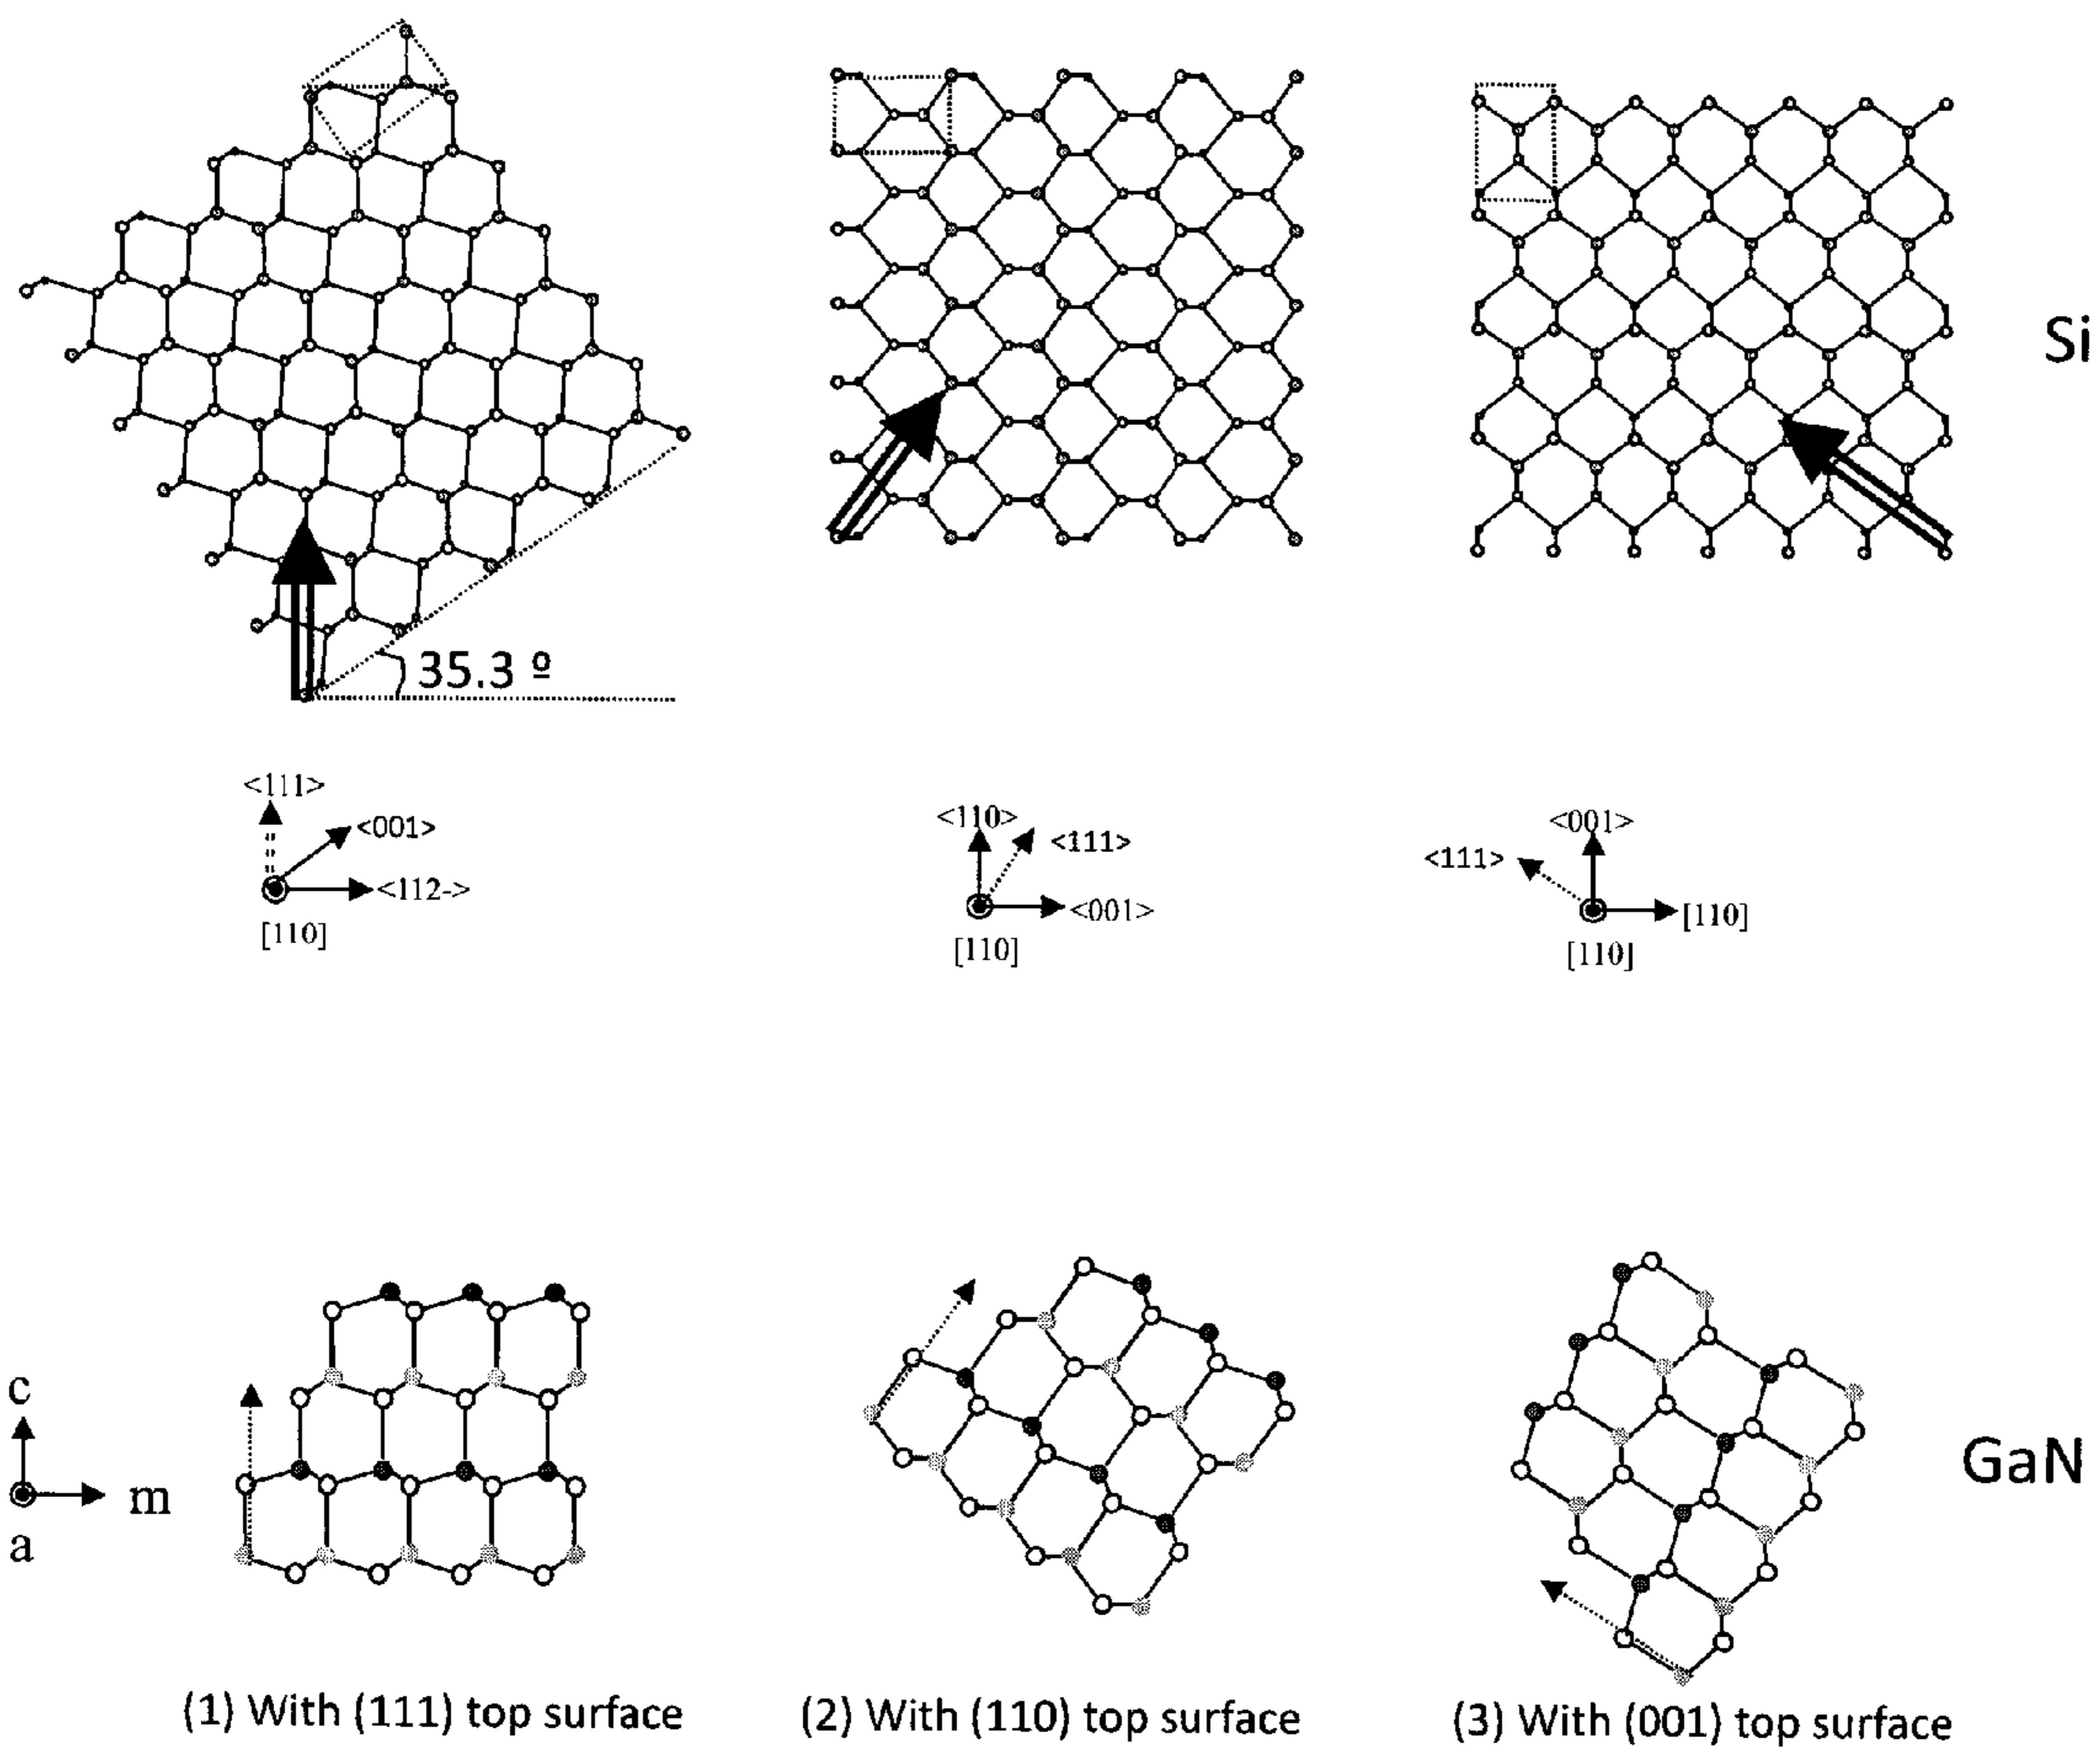 Si
35.3 º
<111>
<001>
<112->
[110]
<110>
<111>
<001>
[110]
<001>
<111>
[110]
[110]
c
m
a
GaN
(1) With (111) top surface
(2) With (110) top surface
(3) With (001) top surface